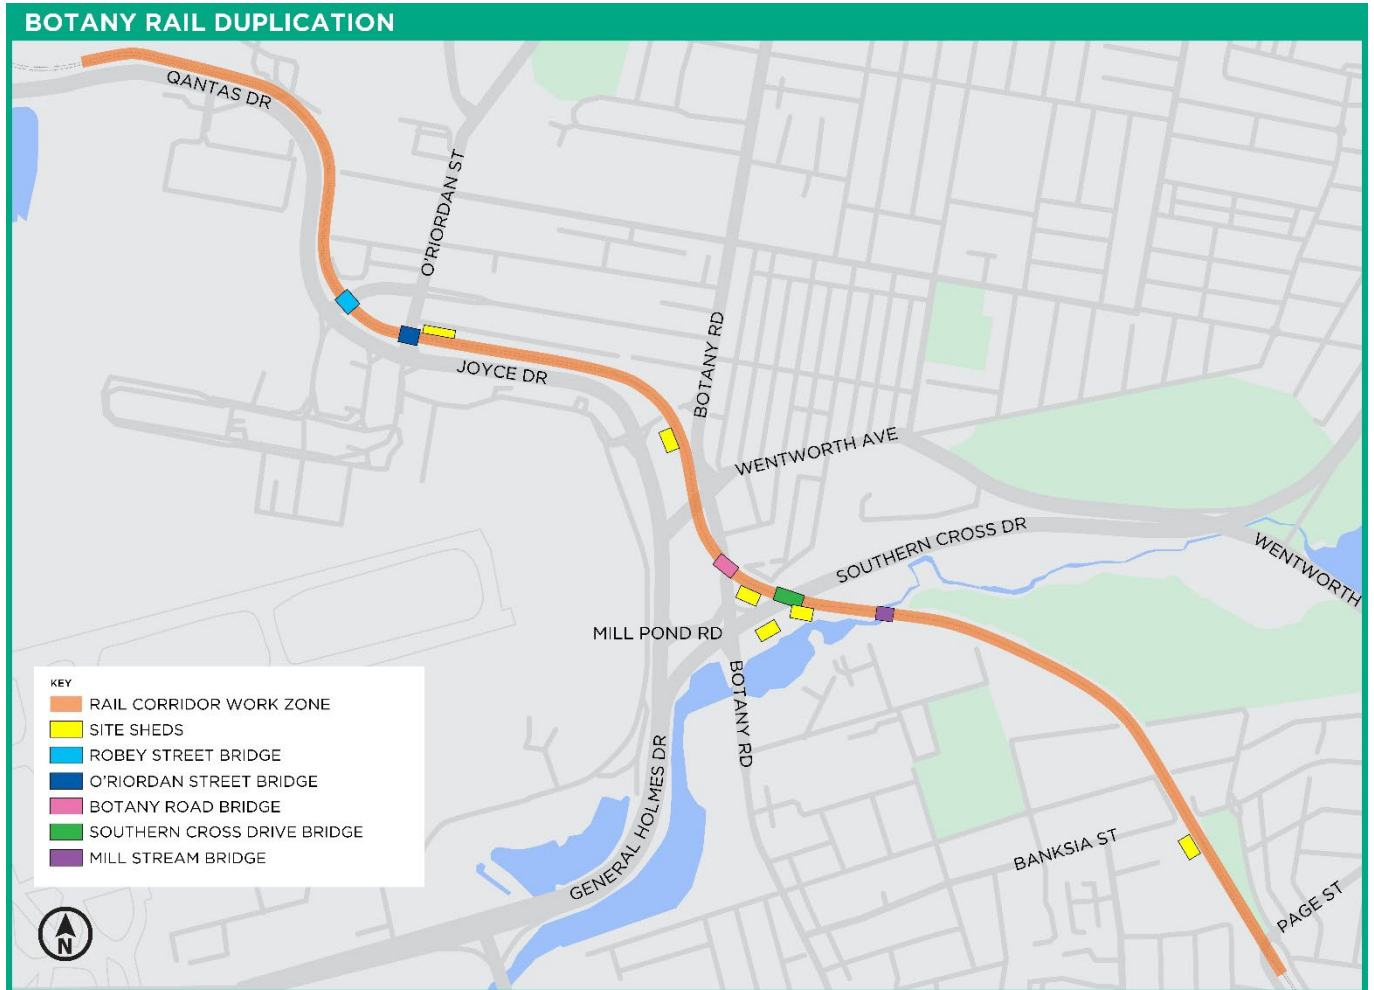 BOTANY RAIL DUPLICATION
QANTAS DR
O'RIORDAN ST
BOTANY RD
JOYCE DR
WENTWORTH AVE
SOUTHERN CROSS DR
WENTWORTH
MILL POND RD
BOTANY RD
GENERAL HOLMES DR
BANKSIA ST
PAGE ST
KEY
RAIL CORRIDOR WORK ZONE
SITE SHEDS
ROBEY STREET BRIDGE
O'RIORDAN STREET BRIDGE
BOTANY ROAD BRIDGE
SOUTHERN CROSS DRIVE BRIDGE
MILL STREAM BRIDGE
N